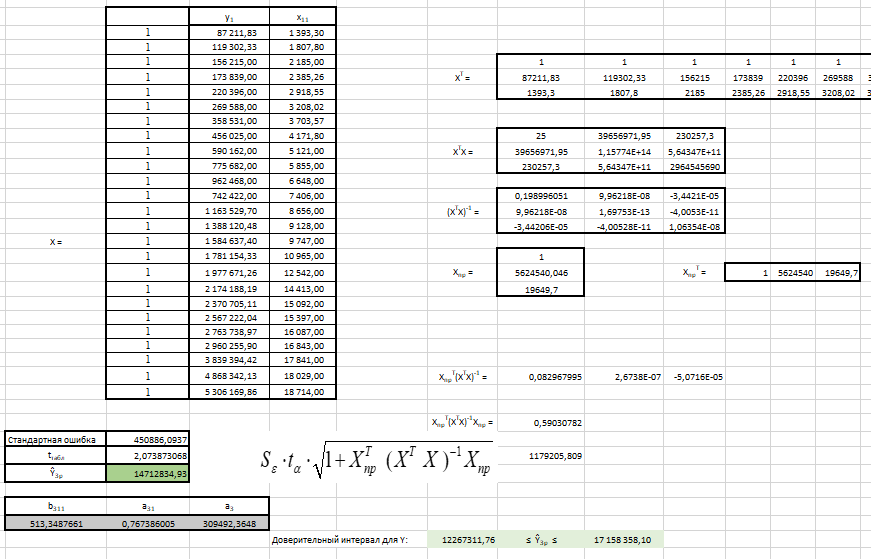 y₁ x₁₁
1 87 211,83 1 393,30
1 119 302,33 1 807,80
1 156 215,00 2 185,00
1 173 839,00 2 385,26
1 220 396,00 2 918,55
1 269 588,00 3 208,02
1 358 531,00 3 703,57
1 456 025,00 4 171,80
1 590 162,00 5 121,00
1 775 682,00 5 855,00
1 962 468,00 6 648,00
1 742 422,00 7 406,00
1 1 163 529,70 8 656,00
1 1 388 120,48 9 128,00
X = 1 1 584 637,40 9 747,00
1 1 781 154,33 10 965,00
1 1 977 671,26 12 542,00
1 2 174 188,19 14 413,00
1 2 370 705,11 15 092,00
1 2 567 222,04 15 397,00
1 2 763 738,97 16 087,00
1 2 960 255,90 16 843,00
1 3 839 394,42 17 841,00
1 4 868 342,13 18 029,00
1 5 306 169,86 18 714,00
1 1 1 1 1 1
Xᵀ = 87211,83 119302,33 156215 173839 220396 269588
1393,3 1807,8 2185 2385,26 2918,55 3208,02
25 39656971,95 230257,3
XᵀX = 39656971,95 1,15774E+14 5,64347E+11
230257,3 5,64347E+11 2964545690
0,198996051 9,96218E-08 -3,4421E-05
(XᵀX)⁻¹ = 9,96218E-08 1,69753E-13 -4,0053E-11
-3,44206E-05 -4,00528E-11 1,06354E-08
1
Xпр = 5624540,046
19649,7
Xпрᵀ = 1 5624540 19649,7
Xпрᵀ(XᵀX)⁻¹ = 0,082967995 2,6738E-07 -5,0716E-05
Xпрᵀ(XᵀX)⁻¹Xпр = 0,59030782
Стандартная ошибка 450886,0937
tтабл 2,073873068
Ŷ₃р 14712834,93
Sε · tα · √1 + Xᵀпр (Xᵀ X)⁻¹ Xпр 1179205,809
b₃₁₁ a₃₁ a₃
513,3487661 0,767386005 309492,3648
Доверительный интервал для Y: 12267311,76 ≤ Ŷ₃р ≤ 17 158 358,10